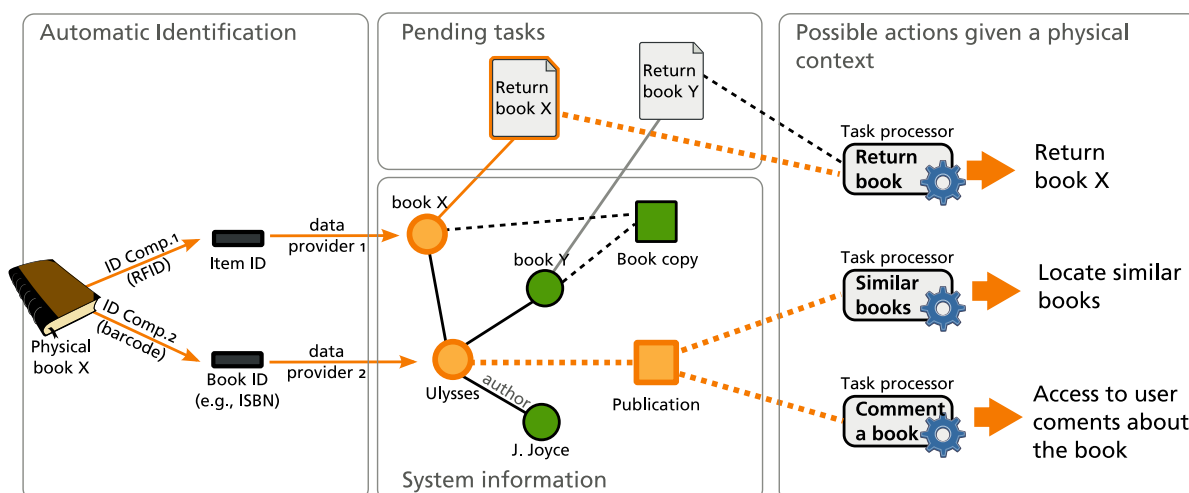 Automatic Identification
Pending tasks
Possible actions given a physical
context
Return
book X
Return
book Y
Task processor
Return
book
Return
book X
book X
data
provider 1
ID Comp.1
(RFID)
Item ID
Book copy
book Y
Physical
book X
ID Comp.2
(barcode)
Book ID
(e.g., ISBN)
data
provider 2
Ulysses
author
J. Joyce
Publication
System information
Task processor
Similar
books
Locate similar
books
Task processor
Comment
a book
Access to user
coments about
the book